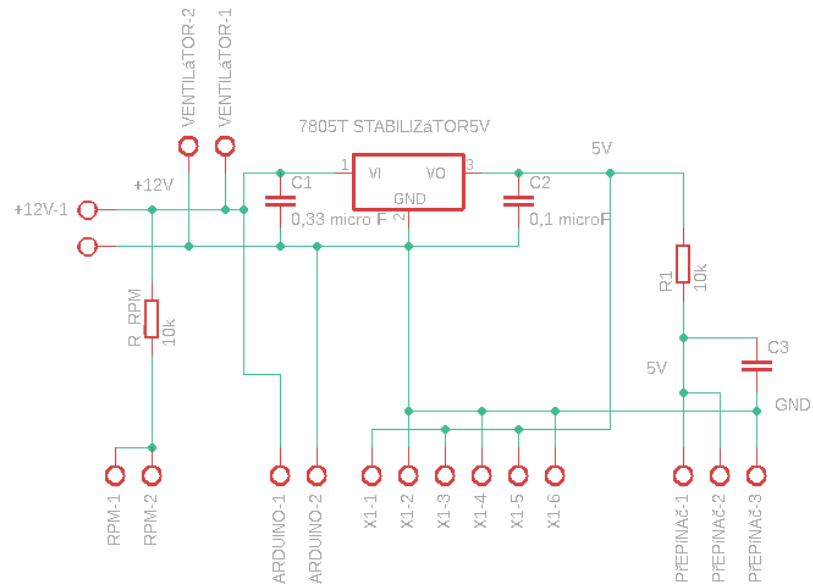 VENTILáTOR-2
VENTILáTOR-1
7805T STABILIZáTOR5V
1
VI
VO
3
GND
2
5V
+12V
+12V-1
C1
0,33 micro F
C2
0,1 microF
R_RPM
10k
R1
10k
5V
C3
GND
RPM-1
RPM-2
ARDUINO-1
ARDUINO-2
X1-1
X1-2
X1-3
X1-4
X1-5
X1-6
PřEPíNAč-1
PřEPíNAč-2
PřEPíNAč-3